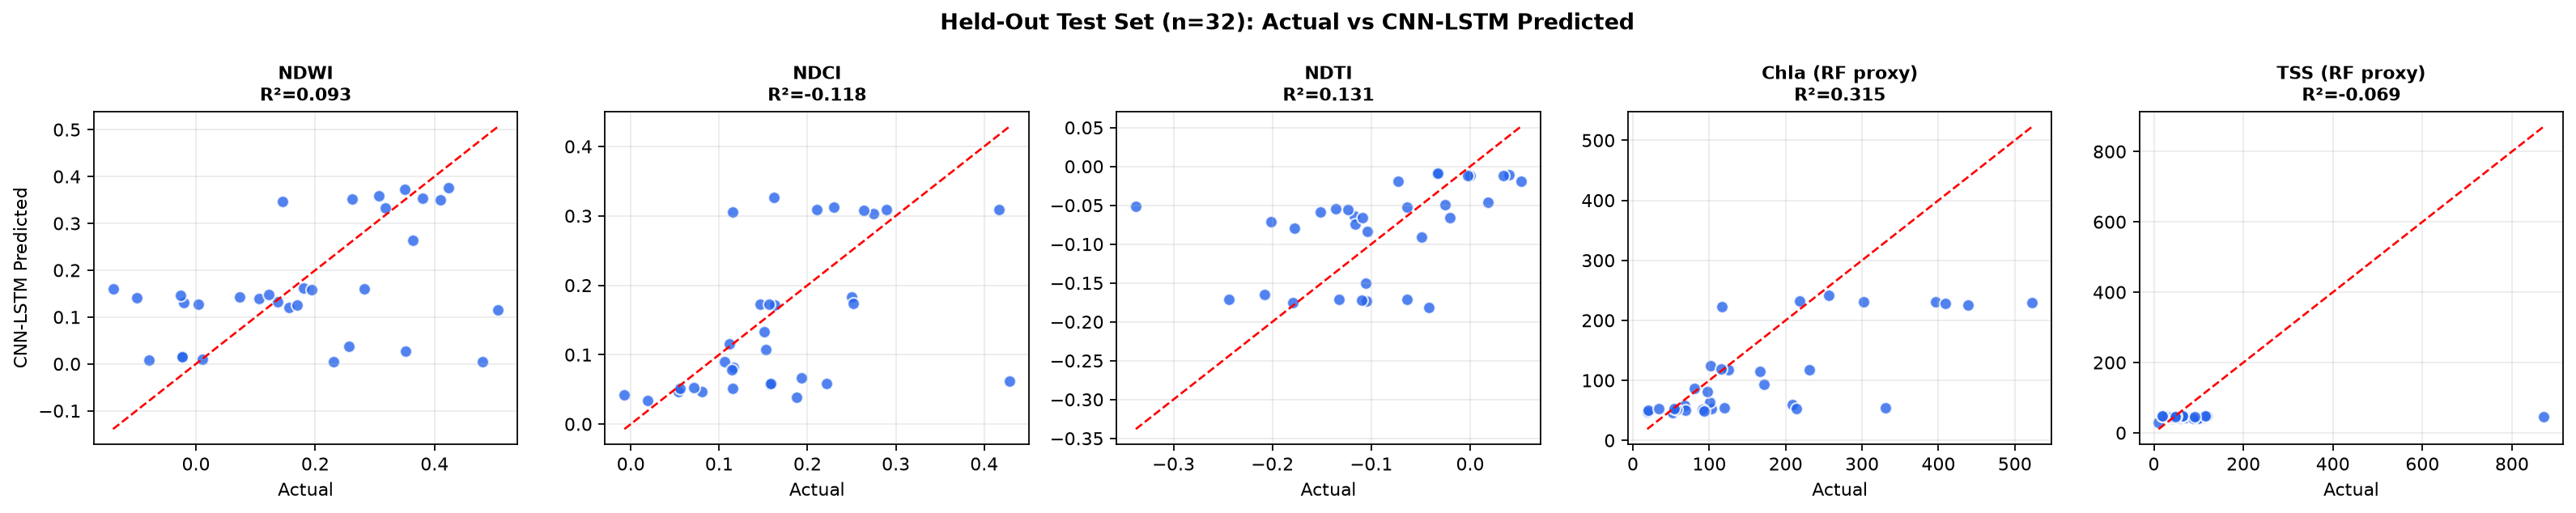 Held-Out Test Set (n=32): Actual vs CNN-LSTM Predicted
NDWI
R²=0.093
CNN-LSTM Predicted
0.5
0.4
0.3
0.2
0.1
0.0
−0.1
0.0 0.2 0.4
Actual
NDCI
R²=-0.118
0.4
0.3
0.2
0.1
0.0
0.0 0.1 0.2 0.3 0.4
Actual
NDTI
R²=0.131
0.05
0.00
−0.05
−0.10
−0.15
−0.20
−0.25
−0.30
−0.35
−0.3 −0.2 −0.1 0.0
Actual
Chla (RF proxy)
R²=0.315
500
400
300
200
100
0
0 100 200 300 400 500
Actual
TSS (RF proxy)
R²=-0.069
800
600
400
200
0
0 200 400 600 800
Actual